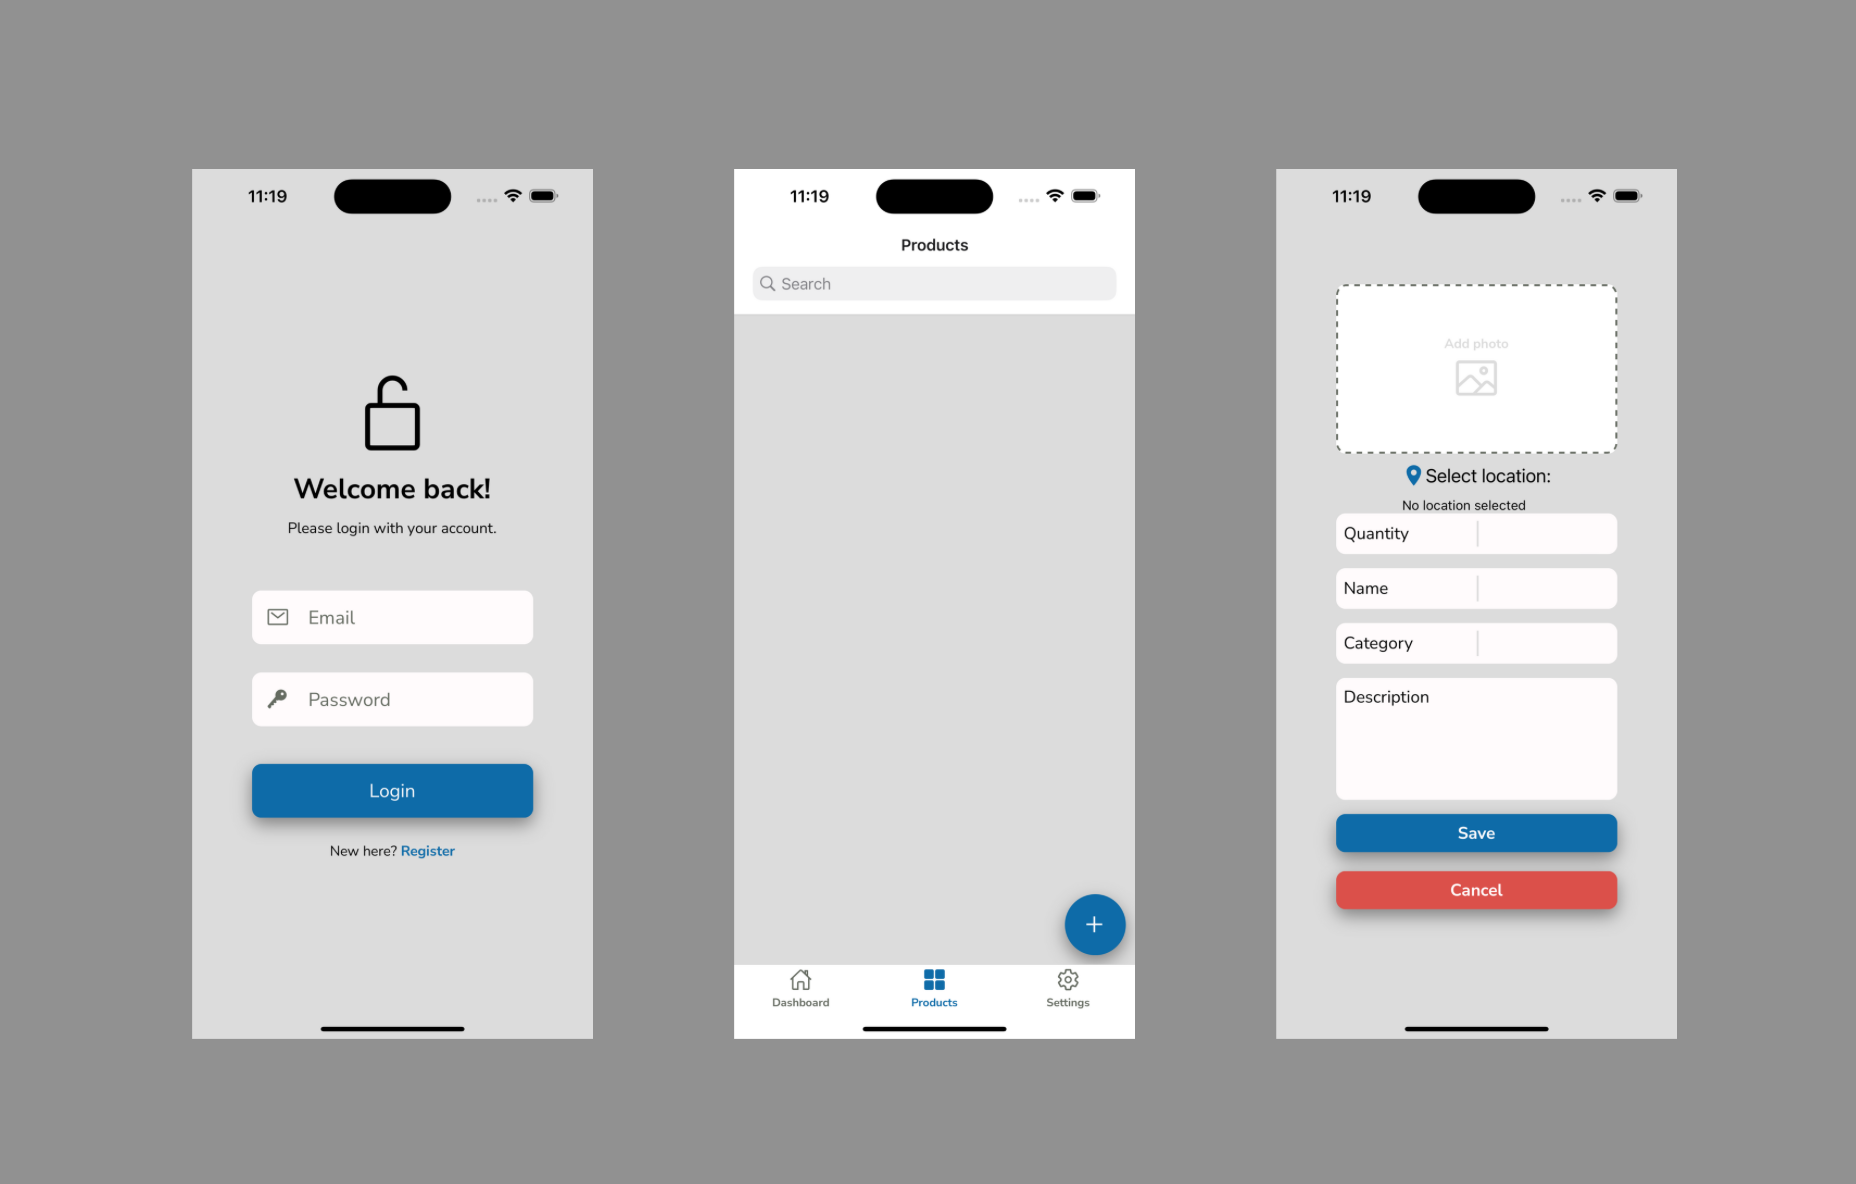 11:19
Welcome back!
Please login with your account.
Email
Password
Login
New here? Register
11:19
Products
Search
Dashboard
Products
Settings
11:19
Add photo
Select location:
No location selected
Quantity
Name
Category
Description
Save
Cancel